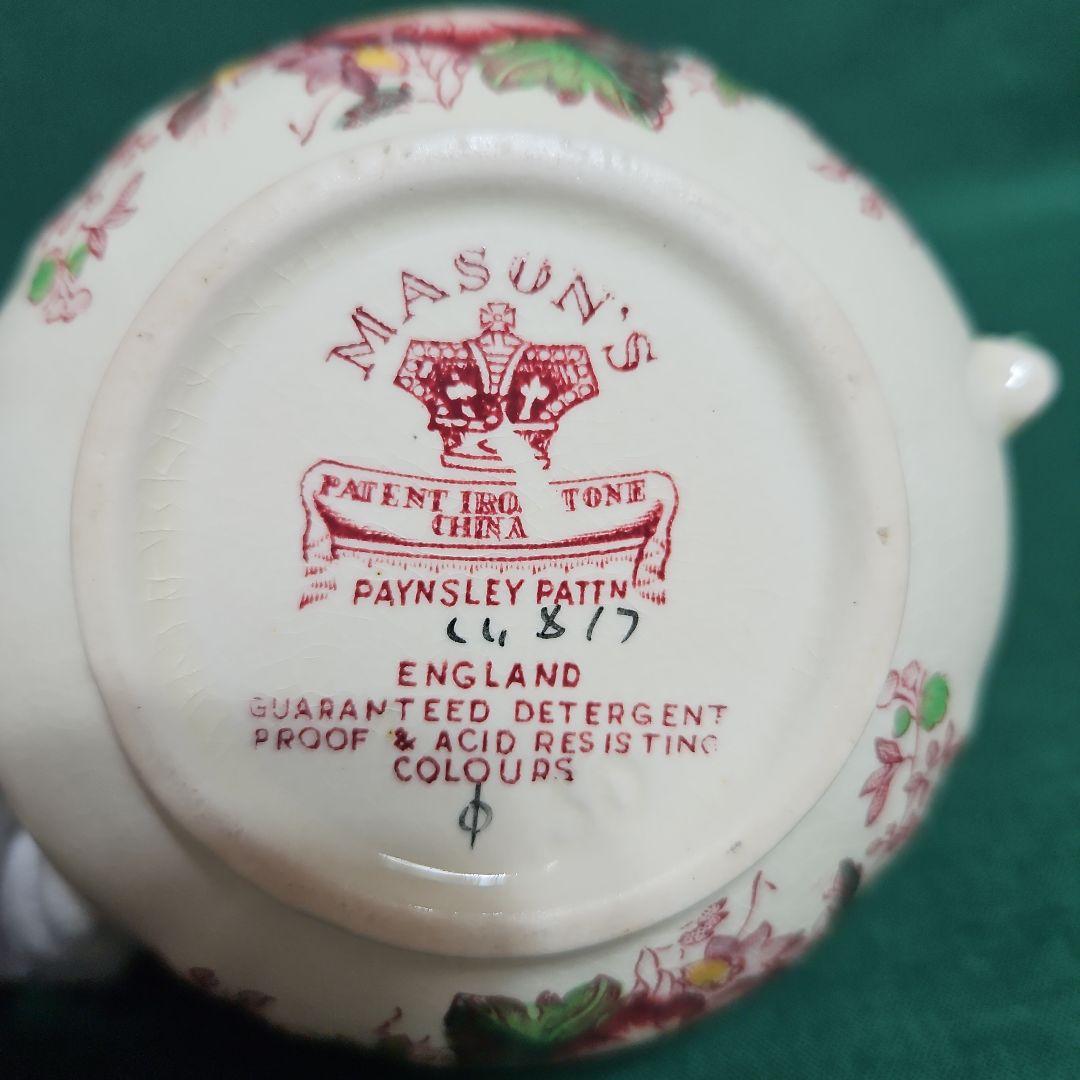 MASON'S
PATENT IRO TONE
CHINA
PAYNSLEY PATTN
ENGLAND
GUARANTEED DETERGENT
PROOF & ACID RESISTING
COLOURS